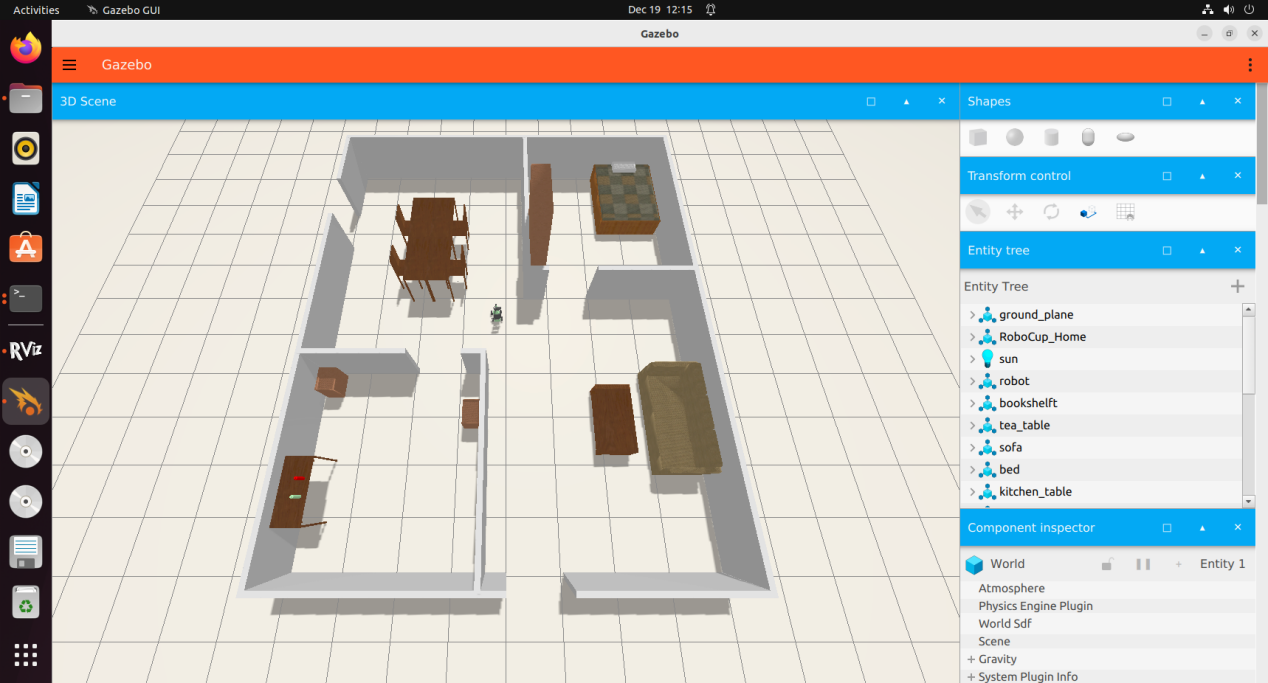 Activities
Gazebo GUI
Dec 19 12:15
Gazebo
Gazebo
3D Scene
Shapes
Transform control
Entity tree
Entity Tree
ground_plane
RoboCup_Home
sun
robot
bookshelft
tea_table
sofa
bed
kitchen_table
Component inspector
World
Entity 1
Atmosphere
Physics Engine Plugin
World Sdf
Scene
Gravity
System Plugin Info
RViz